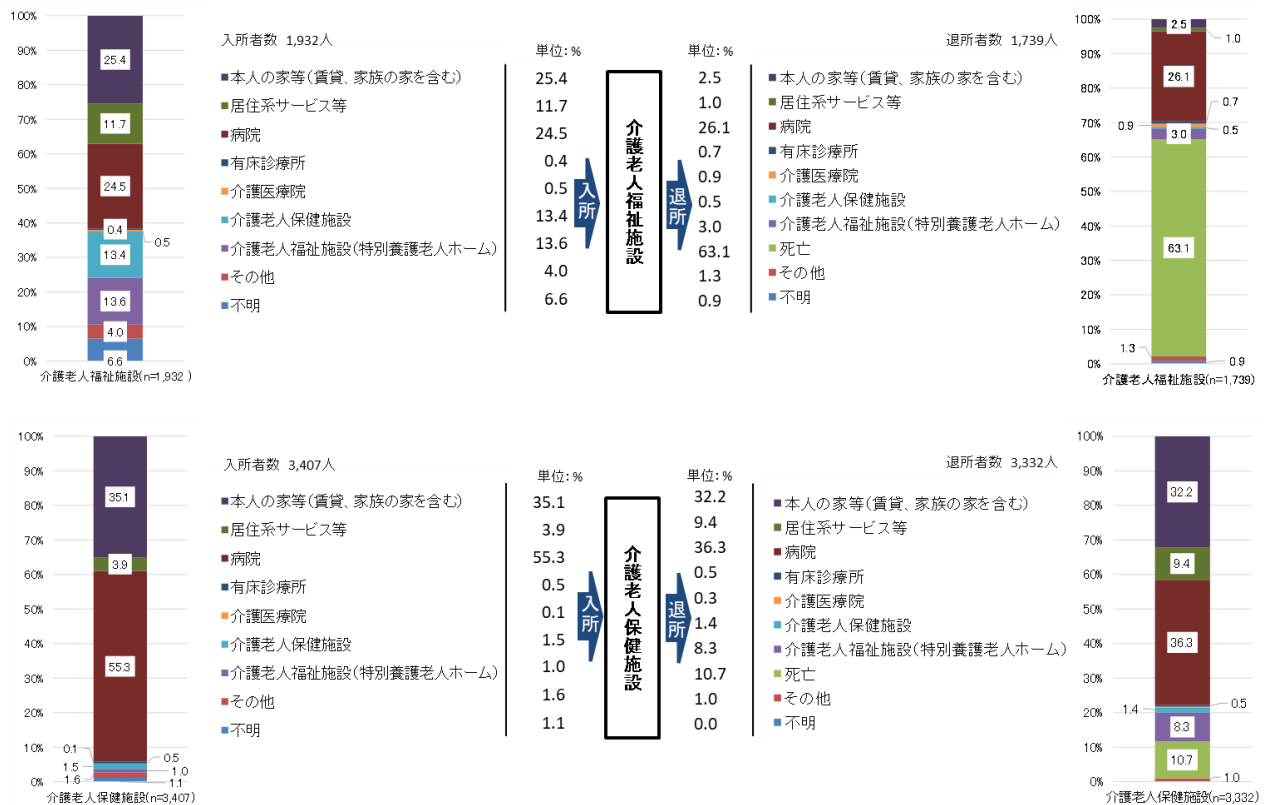 100%
90%
80%
70%
60%
50%
40%
30%
20%
10%
0%
25.4
11.7
24.5
0.4
0.5
13.4
13.6
4.0
6.6
介護老人福祉施設(n=1,932 )
入所者数 1,932人
■本人の家等(賃貸、家族の家を含む)
■居住系サービス等
■病院
■有床診療所
■介護医療院
■介護老人保健施設
■介護老人福祉施設(特別養護老人ホーム)
■その他
■不明
単位: %
25.4
11.7
24.5
0.4
0.5
13.4
13.6
4.0
6.6
入所
介護老人福祉施設
退所
単位: %
2.5
1.0
26.1
0.7
0.9
0.5
3.0
63.1
1.3
0.9
退所者数 1,739人
■本人の家等(賃貸、家族の家を含む)
■居住系サービス等
■病院
■有床診療所
■介護医療院
■介護老人保健施設
■介護老人福祉施設(特別養護老人ホーム)
■死亡
■その他
■不明
100%
90%
80%
70%
60%
50%
40%
30%
20%
10%
0%
2.5
1.0
26.1
0.7
0.9
0.5
3.0
63.1
1.3
0.9
介護老人福祉施設(n=1,739)
100%
90%
80%
70%
60%
50%
40%
30%
20%
10%
0%
35.1
3.9
55.3
0.1
0.5
1.5
1.0
1.6
1.1
介護老人保健施設(n=3,407)
入所者数 3,407人
■本人の家等(賃貸、家族の家を含む)
■居住系サービス等
■病院
■有床診療所
■介護医療院
■介護老人保健施設
■介護老人福祉施設(特別養護老人ホーム)
■その他
■不明
単位: %
35.1
3.9
55.3
0.5
0.1
1.5
1.0
1.6
1.1
入所
介護老人保健施設
退所
単位: %
32.2
9.4
36.3
0.5
0.3
1.4
8.3
10.7
1.0
0.0
退所者数 3,332人
■本人の家等(賃貸、家族の家を含む)
■居住系サービス等
■病院
■有床診療所
■介護医療院
■介護老人保健施設
■介護老人福祉施設(特別養護老人ホーム)
■死亡
■その他
■不明
100%
90%
80%
70%
60%
50%
40%
30%
20%
10%
0%
32.2
9.4
36.3
0.5
1.4
8.3
10.7
1.0
介護老人保健施設(n=3,332)